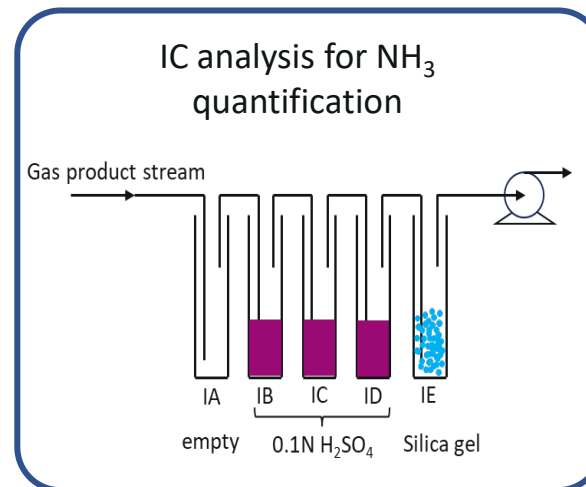 IC analysis for NH₃
quantification
Gas product stream
IA IB IC ID IE
empty 0.1N H₂SO₄ Silica gel